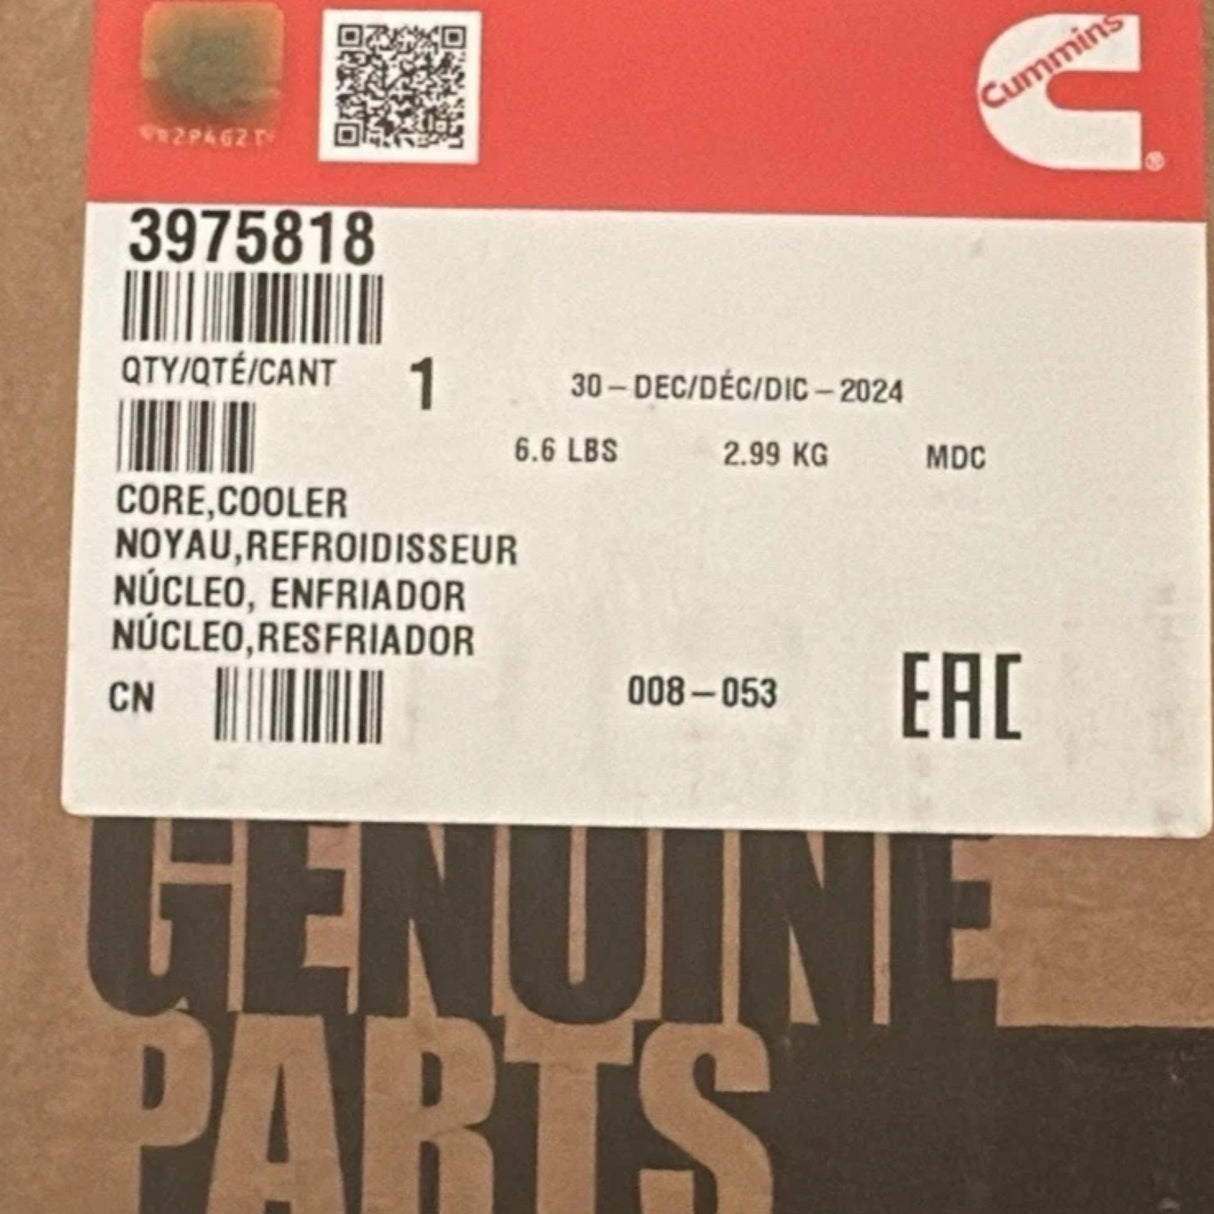 Cummins
®
3975818
QTY/QTÉ/CANT 1 30-DEC/DÉC/DIC-2024
6.6 LBS 2.99 KG MDC
CORE,COOLER
NOYAU,REFROIDISSEUR
NÚCLEO, ENFRIADOR
NÚCLEO,RESFRIADOR
CN 008-053 EAC
GENUINE
PARTS